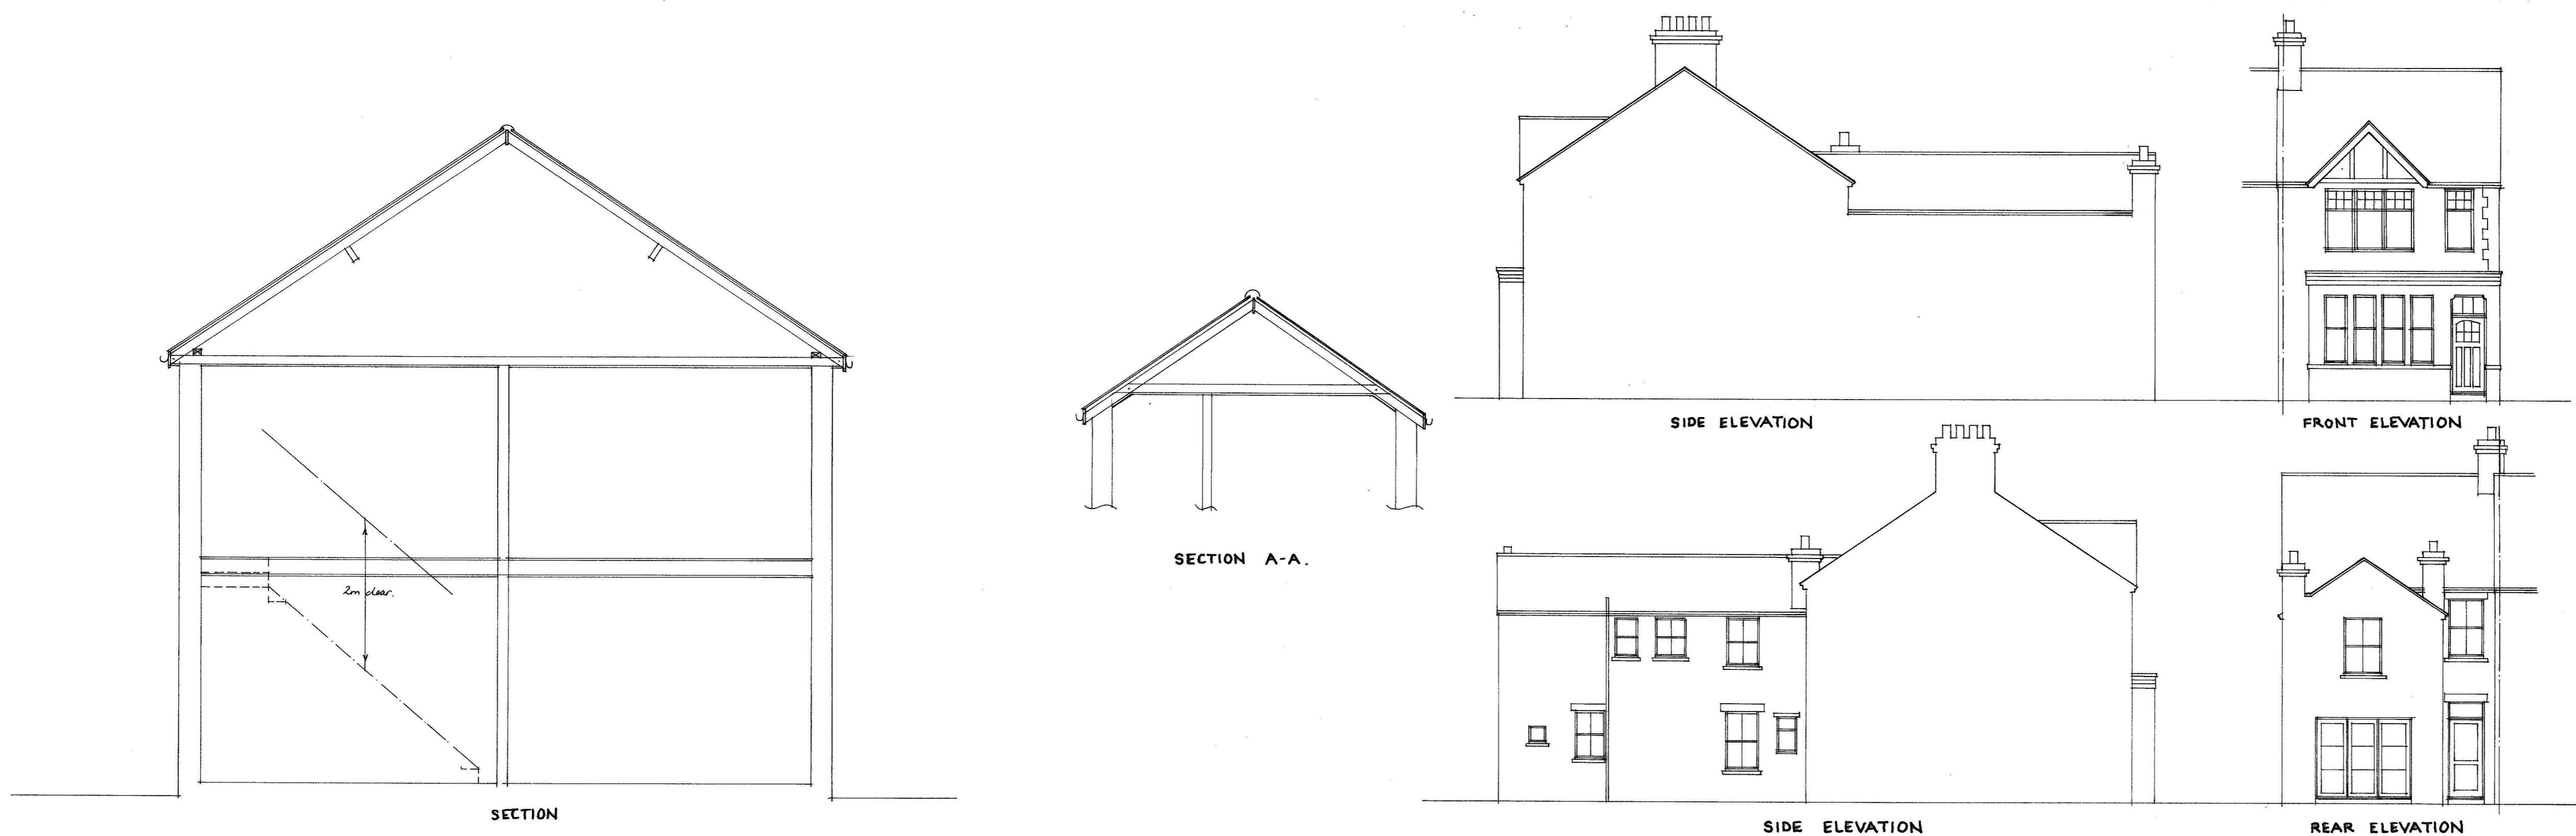 SIDE ELEVATION
FRONT ELEVATION
SECTION A-A.
2m clear.
SECTION
SIDE ELEVATION
REAR ELEVATION